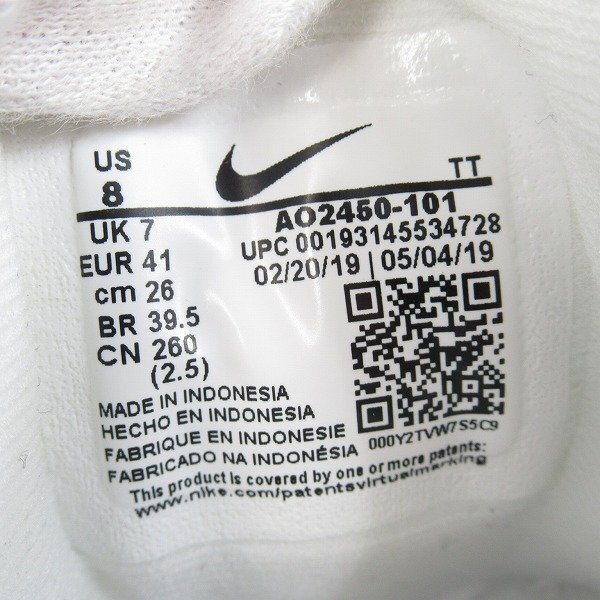 US
8
TT
UK 7
EUR 41
cm 26
BR 39.5
CN 260
(2.5)
AO2450-101
UPC 00193145534728
02/20/19 | 05/04/19
000Y2TVW7S5C9
MADE IN INDONESIA
HECHO EN INDONESIA
FABRIQUE EN INDONESIE
FABRICADO NA INDONÉSIA
This product is covered by one or more patents:
www.nike.com/patentsvirtualmarking